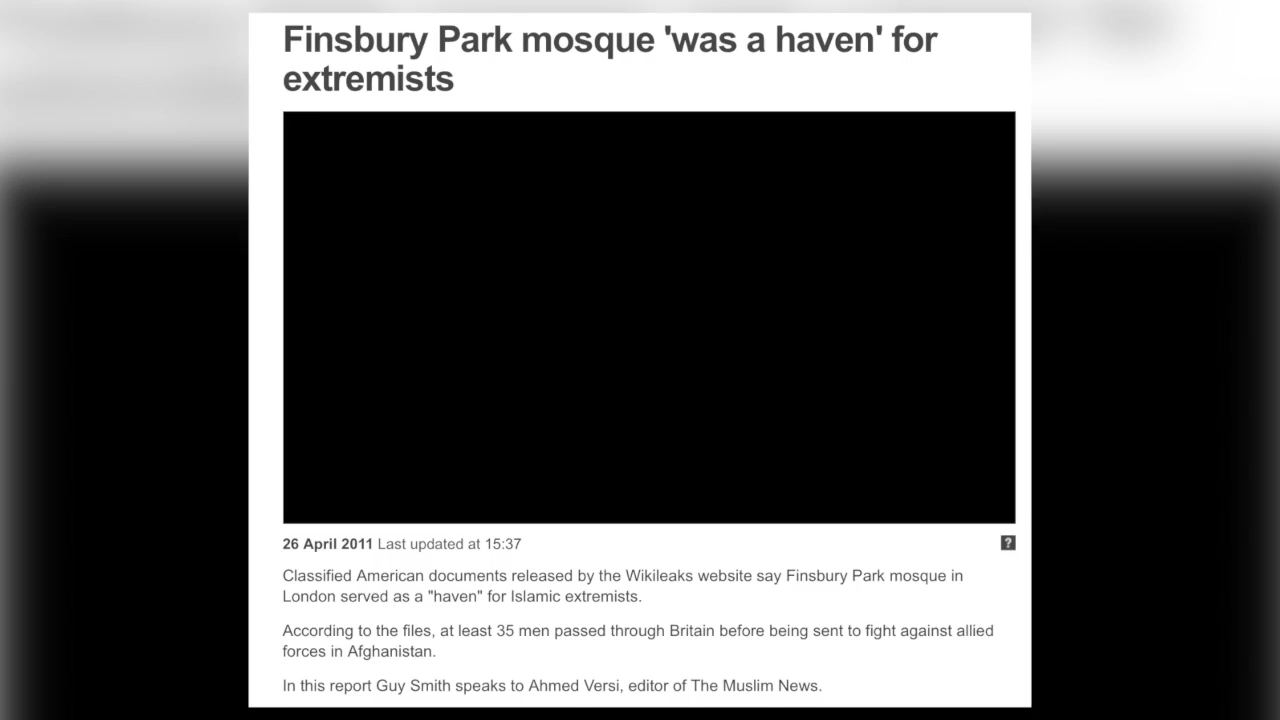 Finsbury Park mosque 'was a haven' for
extremists
26 April 2011 Last updated at 15:37
?
Classified American documents released by the Wikileaks website say Finsbury Park mosque in
London served as a "haven" for Islamic extremists.
According to the files, at least 35 men passed through Britain before being sent to fight against allied
forces in Afghanistan.
In this report Guy Smith speaks to Ahmed Versi, editor of The Muslim News.